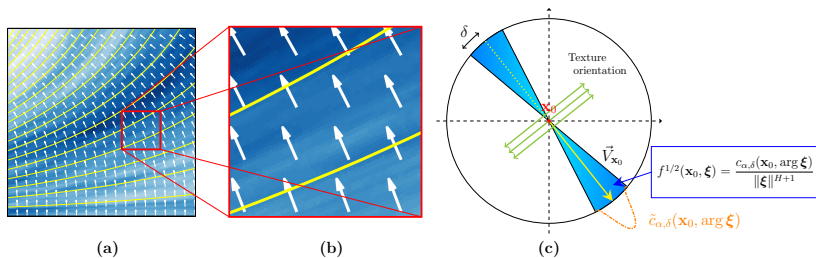 δ
Texture
orientation
x₀
V⃗_{x₀}
f^{1/2}(x₀, ξ) = c_{α,δ}(x₀, arg ξ) / ‖ξ‖^{H+1}
c̃_{α,δ}(x₀, arg ξ)
(a) (b) (c)